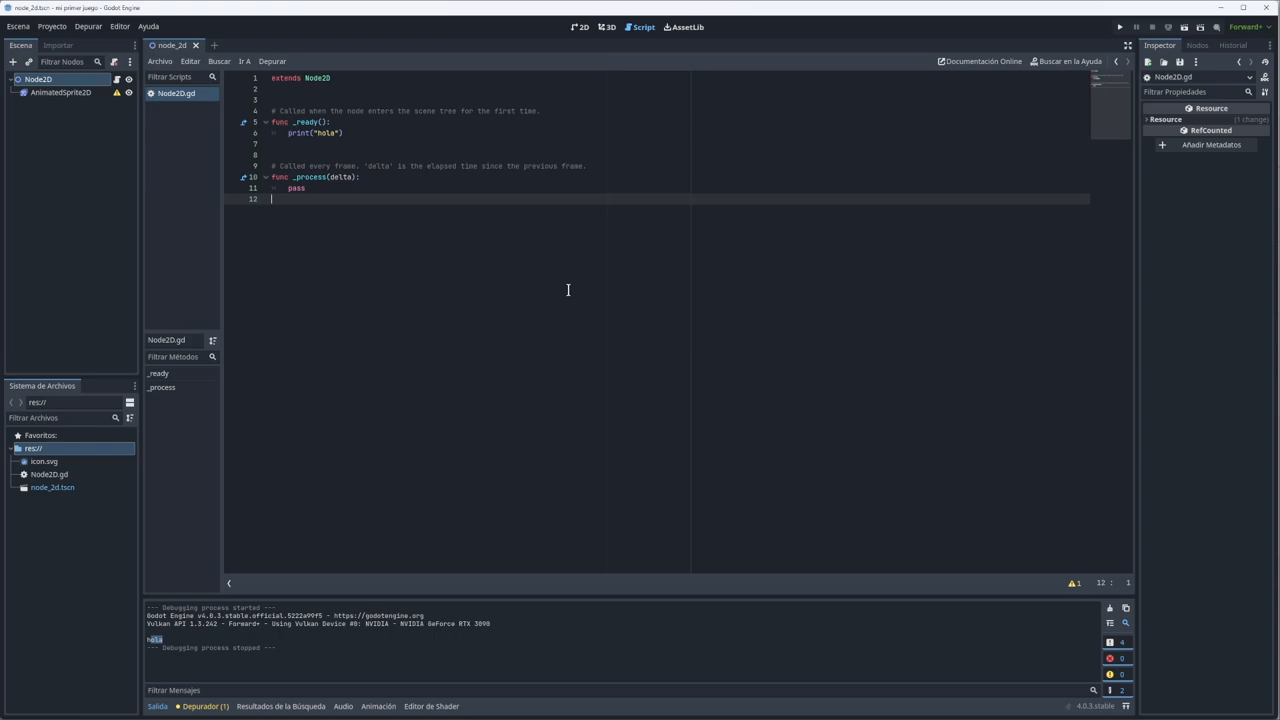 node_2d.tscn - mi primer juego - Godot Engine
Escena Proyecto Depurar Editor Ayuda
2D 3D Script AssetLib
Forward+
Escena Importar
Filtrar Nodos
Node2D
AnimatedSprite2D
Sistema de Archivos
res://
Filtrar Archivos
Favoritos:
res://
icon.svg
Node2D.gd
node_2d.tscn
node_2d
Archivo Editar Buscar Ir A Depurar
Documentación Online Buscar en la Ayuda
Filtrar Scripts
Node2D.gd
Node2D.gd
Filtrar Métodos
_ready
_process
1 extends Node2D
2
3
4 # Called when the node enters the scene tree for the first time.
5 func _ready():
6 print("hola")
7
8
9 # Called every frame. 'delta' is the elapsed time since the previous frame.
10 func _process(delta):
11 pass
12
1 12 : 1
--- Debugging process started ---
Godot Engine v4.0.3.stable.official.5222a99f5 - https://godotengine.org
Vulkan API 1.3.242 - Forward+ - Using Vulkan Device #0: NVIDIA - NVIDIA GeForce RTX 3090
hola
--- Debugging process stopped ---
4
0
0
2
Filtrar Mensajes
Salida Depurador (1) Resultados de la Búsqueda Audio Animación Editor de Shader
4.0.3.stable
Inspector Nodos Historial
Node2D.gd
Filtrar Propiedades
Resource
Resource (1 change)
RefCounted
Añadir Metadatos